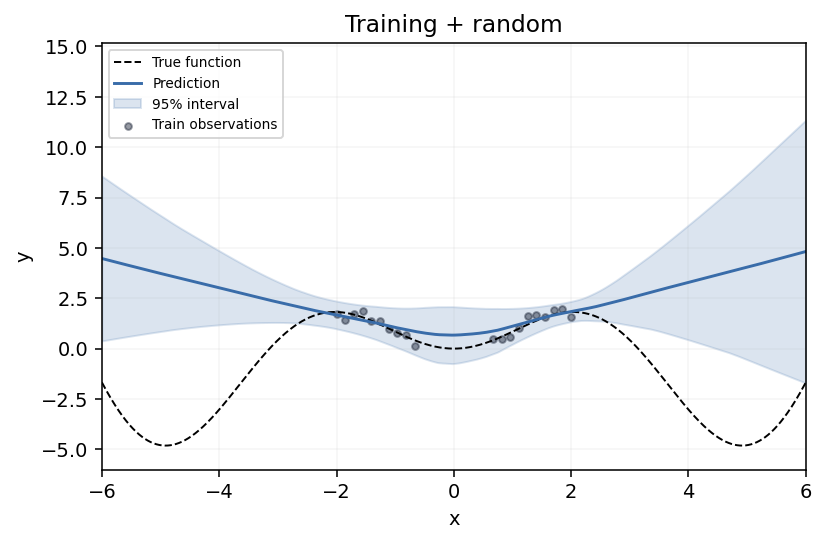 Training + random
15.0
12.5
10.0
7.5
5.0
2.5
0.0
−2.5
−5.0
y
True function
Prediction
95% interval
Train observations
−6
−4
−2
0
2
4
6
x